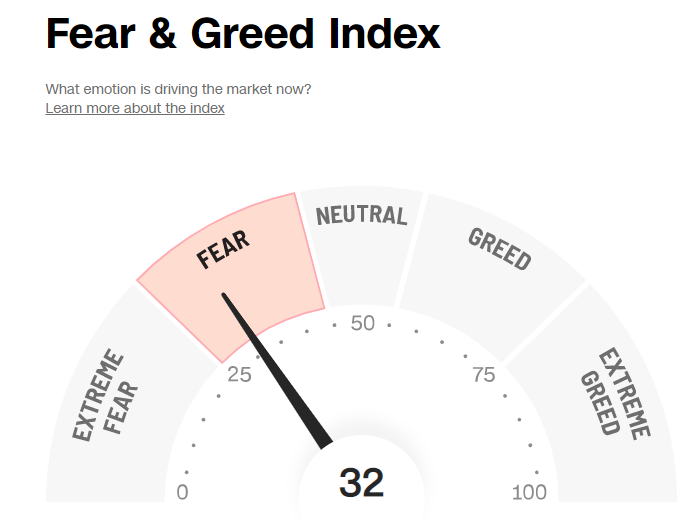 Fear & Greed Index
What emotion is driving the market now?
Learn more about the index
EXTREME
FEAR
FEAR
NEUTRAL
GREED
EXTREME
GREED
0
25
50
75
100
32